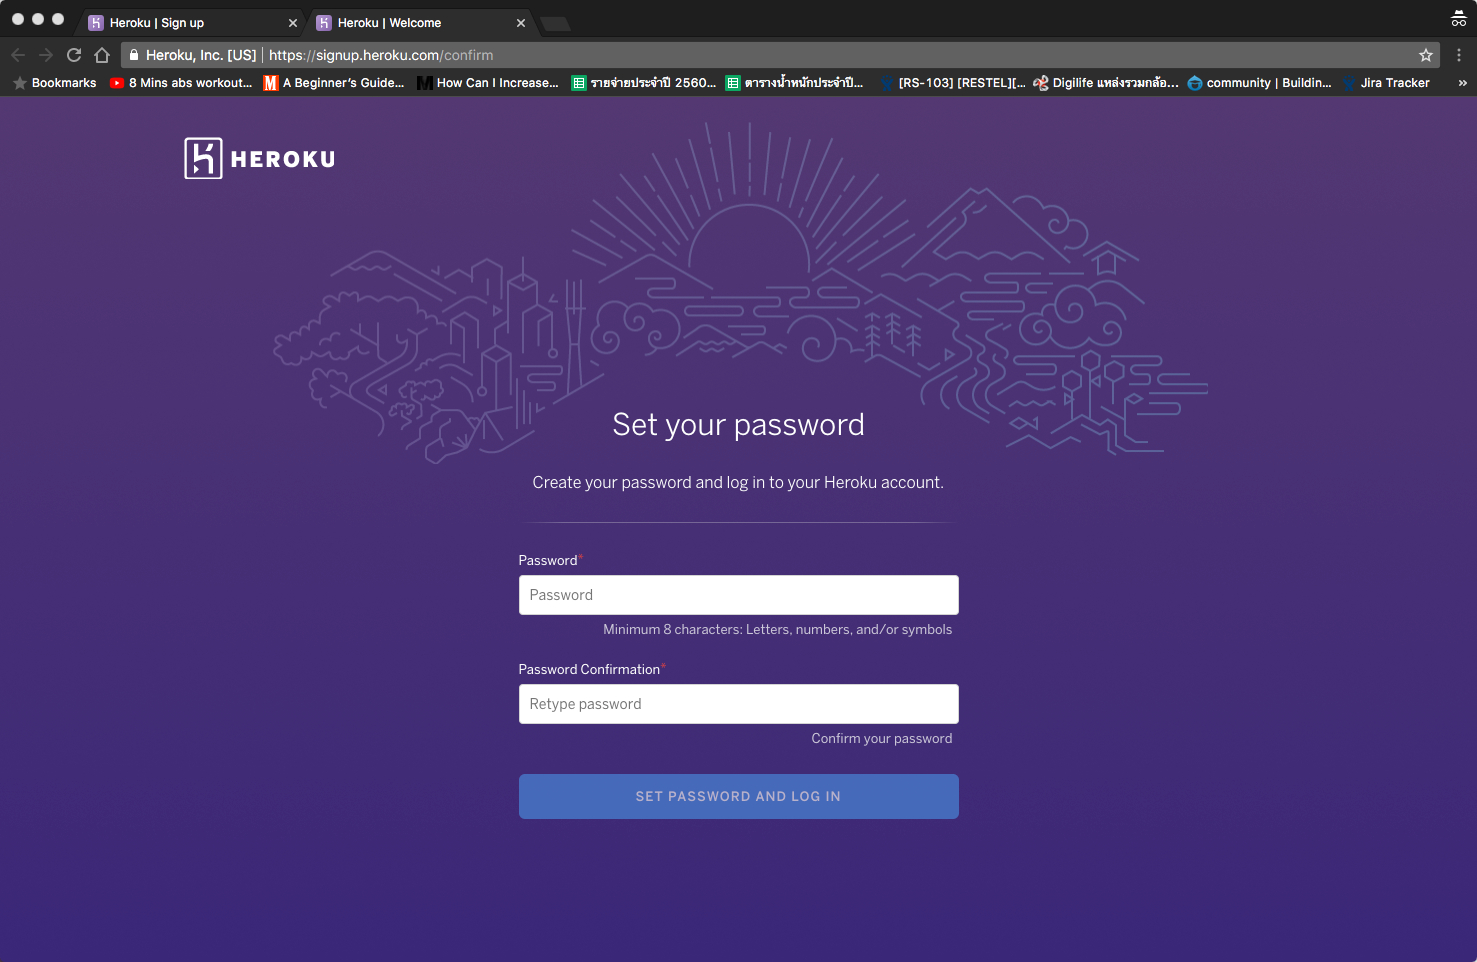 Heroku | Sign up
Heroku | Welcome
Heroku, Inc. [US] | https://signup.heroku.com/confirm
Bookmarks
8 Mins abs workout...
A Beginner's Guide...
How Can I Increase...
รายจ่ายประจำปี 2560...
ตารางน้ำหนักประจำปี...
[RS-103] [RESTEL][...
Digilife แหล่งรวมกล้อ...
community | Buildin...
Jira Tracker
»
HEROKU
Set your password
Create your password and log in to your Heroku account.
Password*
Password
Minimum 8 characters: Letters, numbers, and/or symbols
Password Confirmation*
Retype password
Confirm your password
SET PASSWORD AND LOG IN